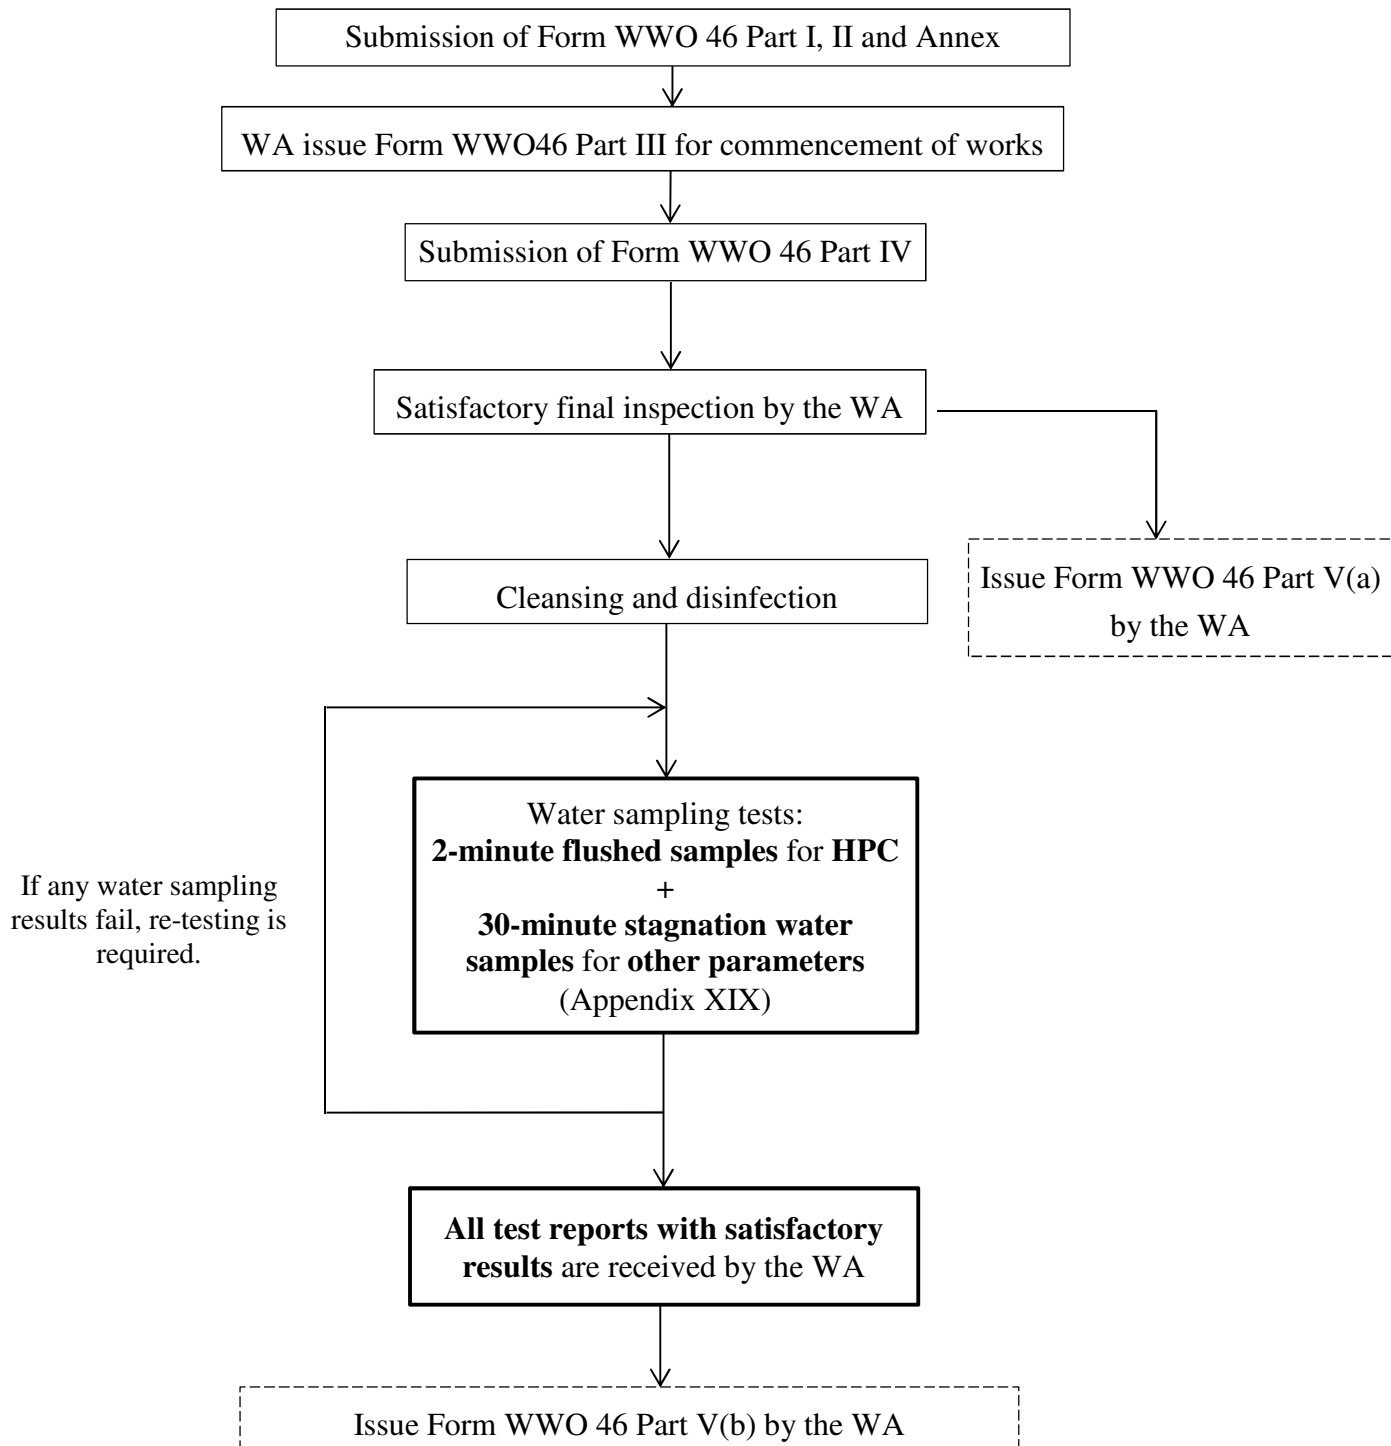 Submission of Form WWO 46 Part I, II and Annex
WA issue Form WWO46 Part III for commencement of works
Submission of Form WWO 46 Part IV
Satisfactory final inspection by the WA
Issue Form WWO 46 Part V(a)
by the WA
Cleansing and disinfection
Water sampling tests:
2-minute flushed samples for HPC
+
30-minute stagnation water
samples for other parameters
(Appendix XIX)
If any water sampling
results fail, re-testing is
required.
All test reports with satisfactory
results are received by the WA
Issue Form WWO 46 Part V(b) by the WA